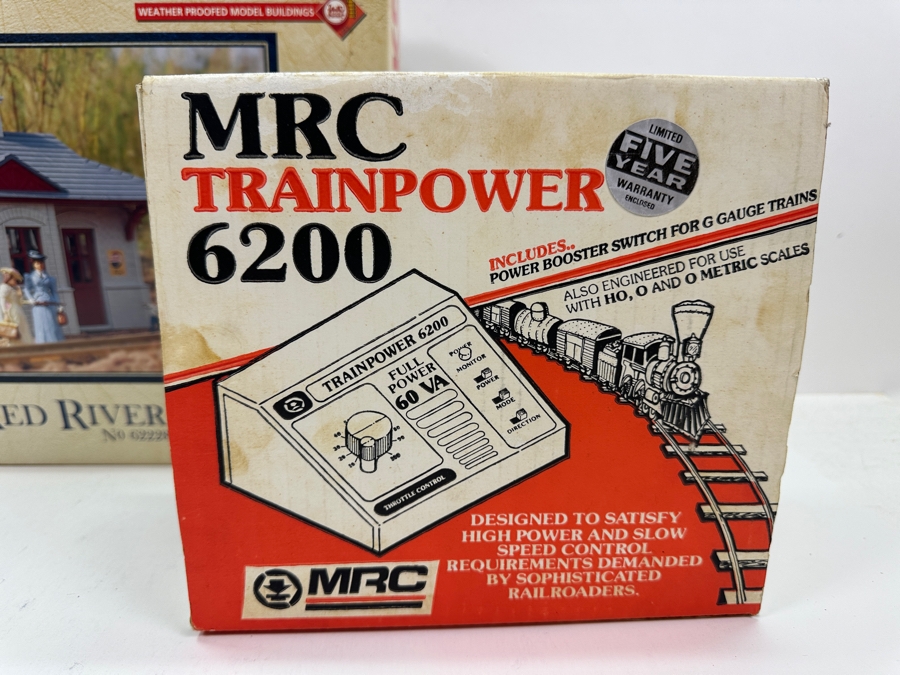 WEATHER PROOFED MODEL BUILDINGS
MRC
TRAINPOWER
6200
LIMITED
FIVE
YEAR
WARRANTY
ENCLOSED
INCLUDES..
POWER BOOSTER SWITCH FOR G GAUGE TRAINS
ALSO ENGINEERED FOR USE
WITH HO, O AND O METRIC SCALES
TRAINPOWER 6200
FULL
POWER
60 VA
POWER
MONITOR
POWER
MODE
DIRECTION
THROTTLE CONTROL
ED RIVER
No 6222
DESIGNED TO SATISFY
HIGH POWER AND SLOW
SPEED CONTROL
REQUIREMENTS DEMANDED
BY SOPHISTICATED
RAILROADERS.
MRC